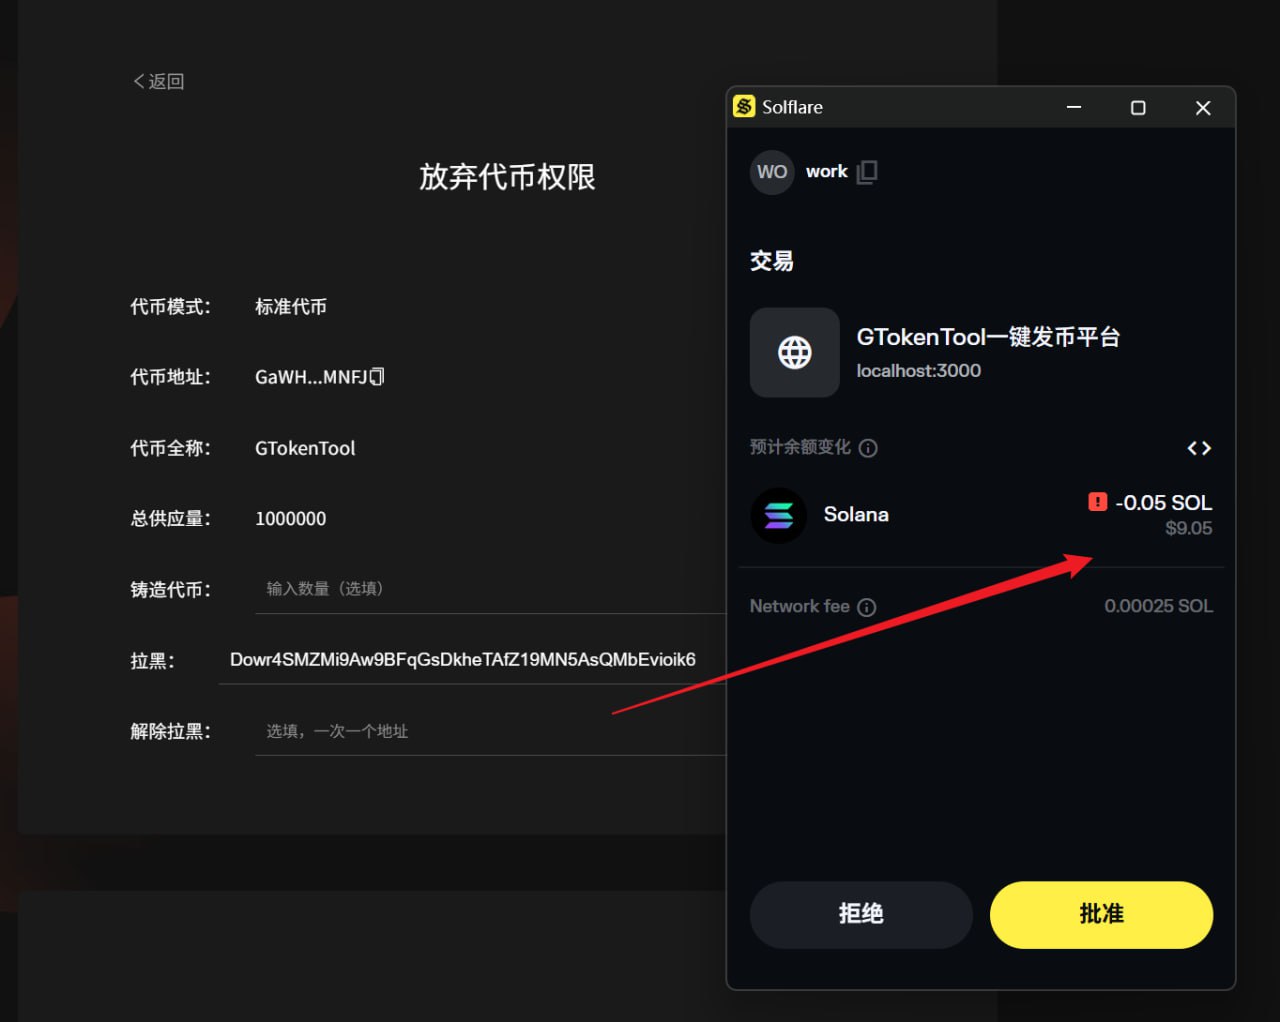 返回
放弃代币权限
代币模式： 标准代币
代币地址： GaWH...MNFJ
代币全称： GTokenTool
总供应量： 1000000
铸造代币： 输入数量（选填）
拉黑： Dowr4SMZMi9Aw9BFqGsDkheTAfZ19MN5AsQMbEvioik6
解除拉黑： 选填，一次一个地址
Solflare
WO work
交易
GTokenTool一键发币平台
localhost:3000
预计余额变化
Solana
-0.05 SOL
$9.05
Network fee 0.00025 SOL
拒绝 批准